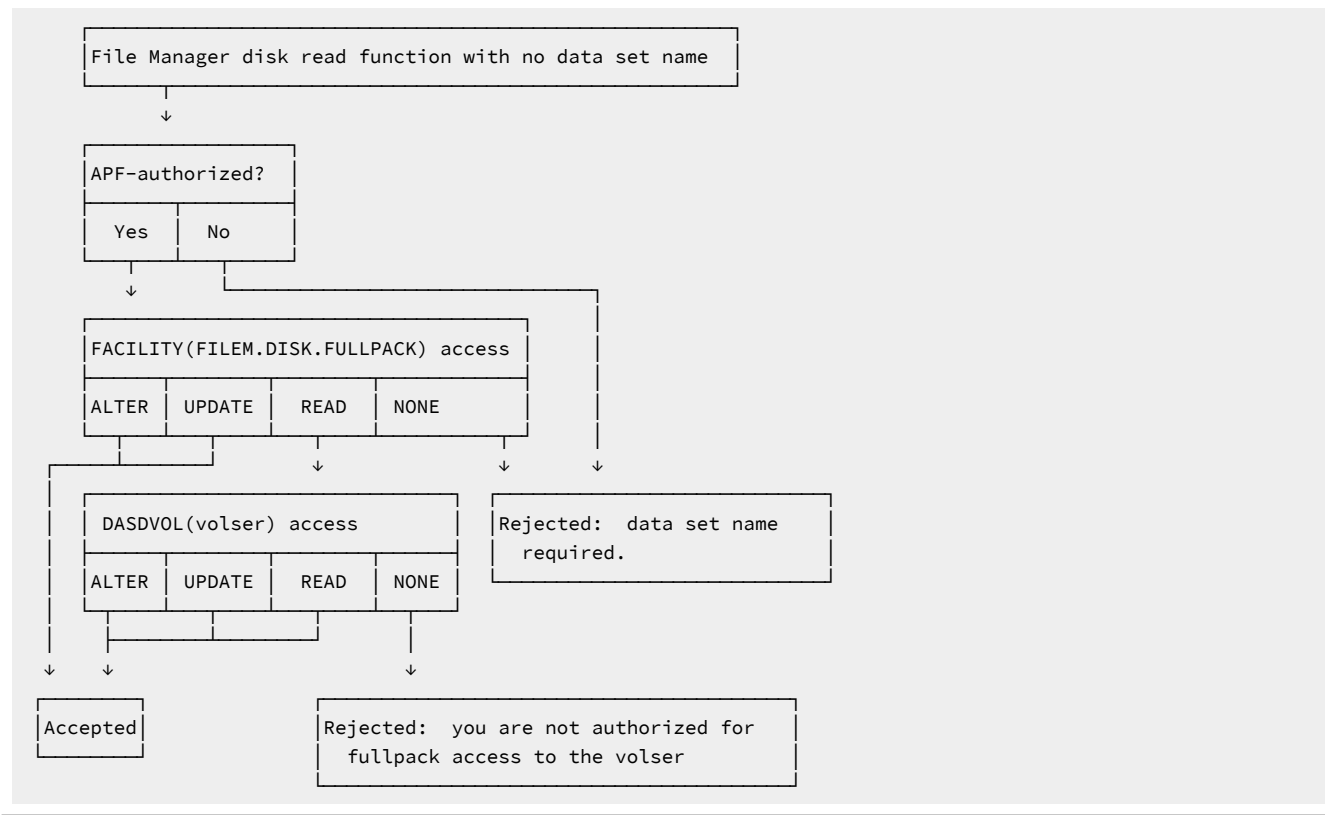 File Manager disk read function with no data set name
APF-authorized?
Yes No
FACILITY(FILEM.DISK.FULLPACK) access
ALTER UPDATE READ NONE
DASDVOL(volser) access
ALTER UPDATE READ NONE
Rejected: data set name
required.
Accepted
Rejected: you are not authorized for
fullpack access to the volser